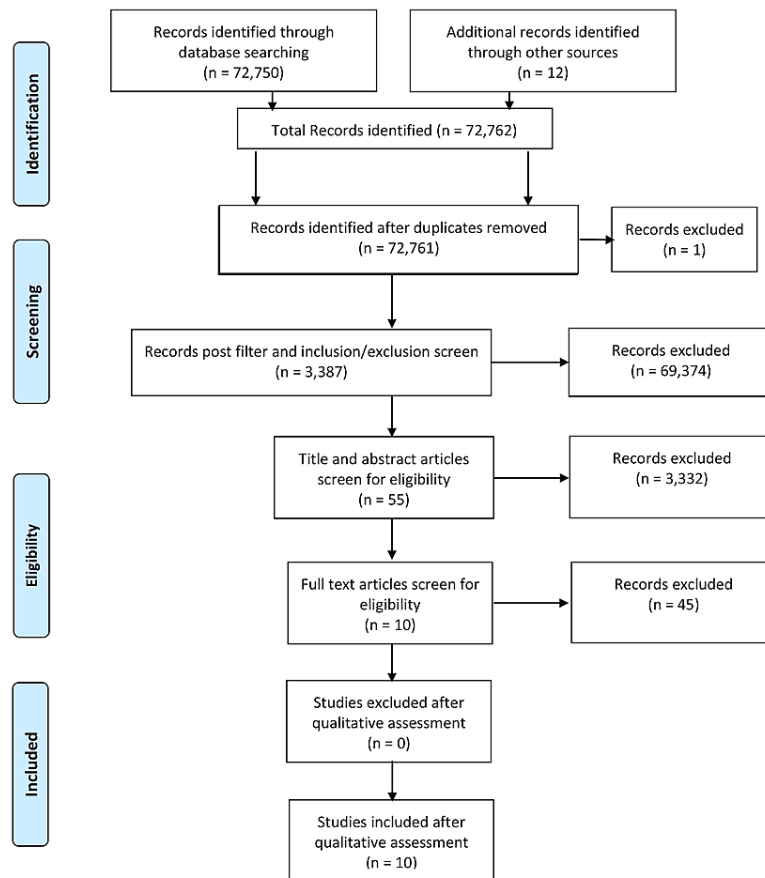 Records identified through
database searching
(n = 72,750)
Additional records identified
through other sources
(n = 12)
Identification
Total Records identified (n = 72,762)
Records identified after duplicates removed
(n = 72,761)
Records excluded
(n = 1)
Screening
Records post filter and inclusion/exclusion screen
(n = 3,387)
Records excluded
(n = 69,374)
Title and abstract articles
screen for eligibility
(n = 55)
Records excluded
(n = 3,332)
Eligibility
Full text articles screen for
eligibility
(n = 10)
Records excluded
(n = 45)
Studies excluded after
qualitative assessment
(n = 0)
Included
Studies included after
qualitative assessment
(n = 10)